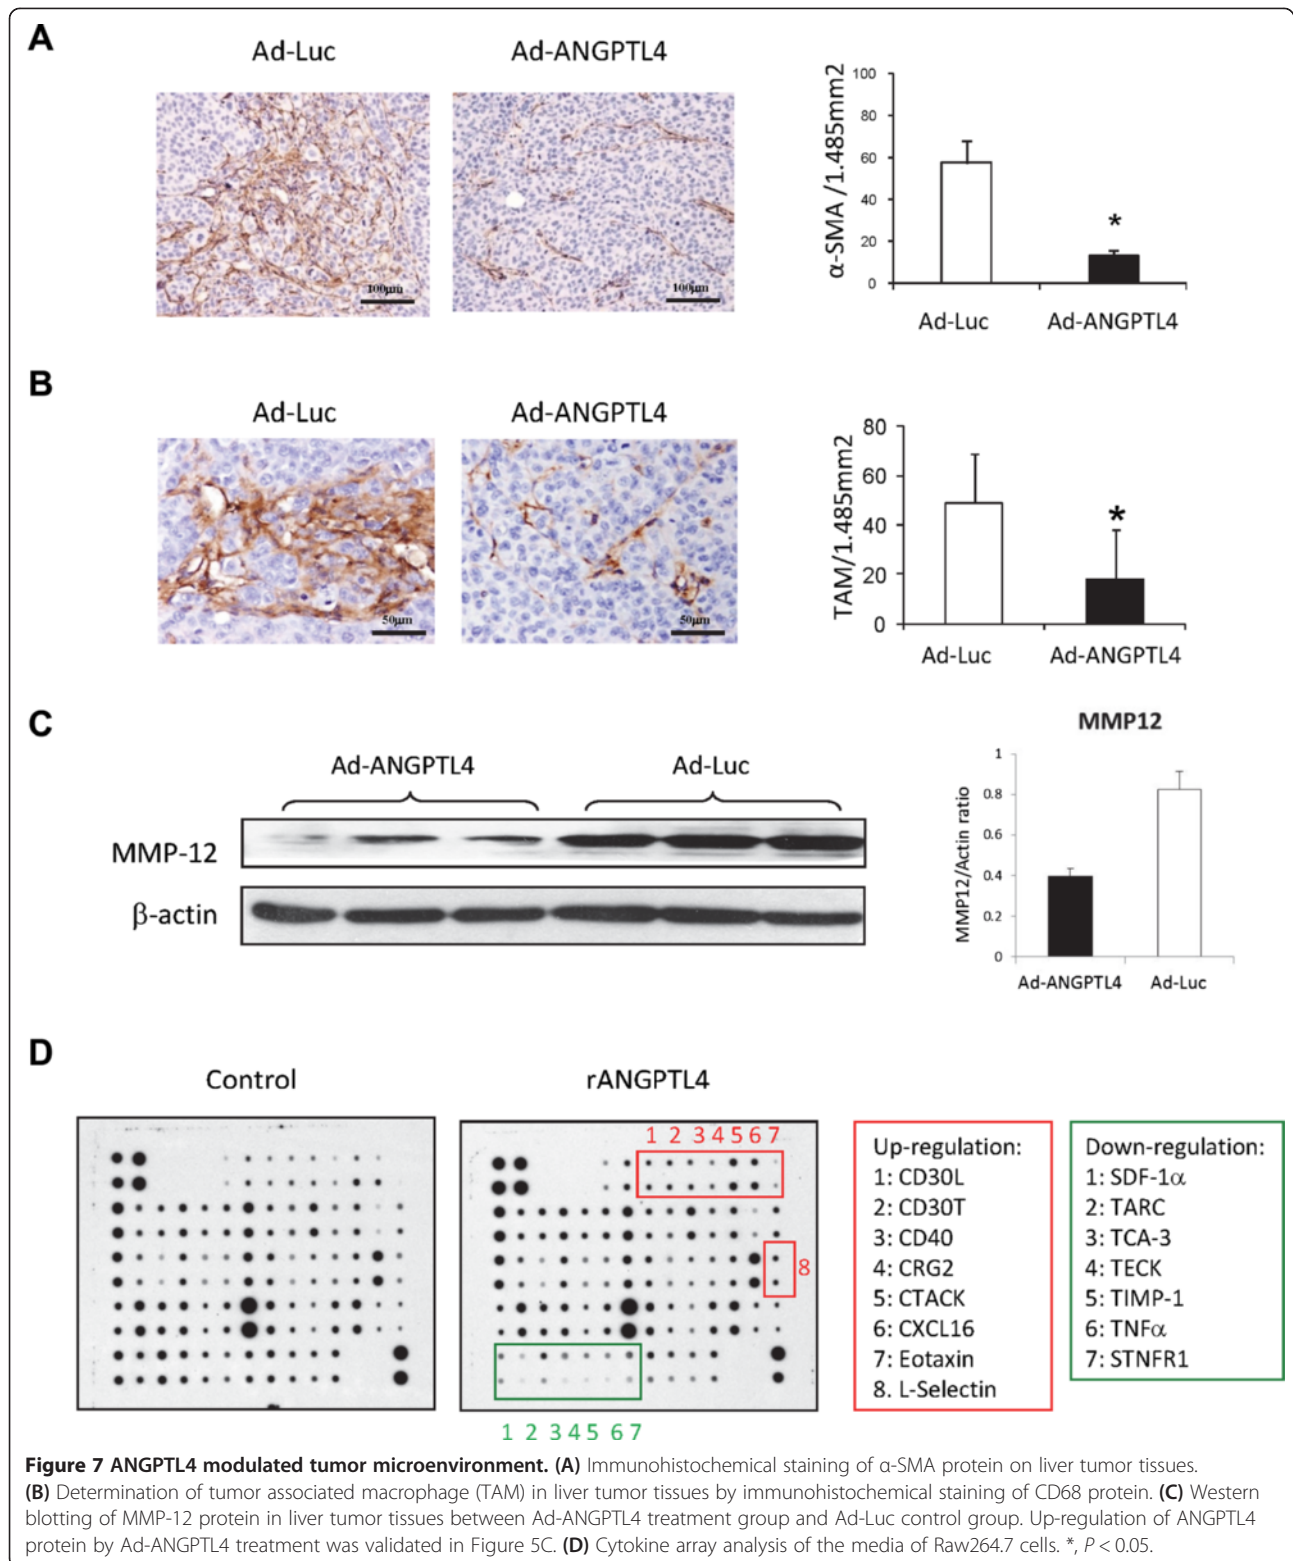 A
Ad-Luc
Ad-ANGPTL4
100μm
100μm
α-SMA /1.485mm2
100
80
60
40
20
0
*
Ad-Luc
Ad-ANGPTL4
B
Ad-Luc
Ad-ANGPTL4
50μm
50μm
TAM/1.485mm2
80
60
40
20
0
*
Ad-Luc
Ad-ANGPTL4
C
Ad-ANGPTL4
Ad-Luc
MMP-12
β-actin
MMP12
MMP12/Actin ratio
1
0.8
0.6
0.4
0.2
0
Ad-ANGPTL4
Ad-Luc
D
Control
rANGPTL4
1 2 3 4 5 6 7
8
1 2 3 4 5 6 7
Up-regulation:
1: CD30L
2: CD30T
3: CD40
4: CRG2
5: CTACK
6: CXCL16
7: Eotaxin
8. L-Selectin
Down-regulation:
1: SDF-1α
2: TARC
3: TCA-3
4: TECK
5: TIMP-1
6: TNFα
7: STNFR1
Figure 7 ANGPTL4 modulated tumor microenvironment. (A) Immunohistochemical staining of α-SMA protein on liver tumor tissues.
(B) Determination of tumor associated macrophage (TAM) in liver tumor tissues by immunohistochemical staining of CD68 protein. (C) Western
blotting of MMP-12 protein in liver tumor tissues between Ad-ANGPTL4 treatment group and Ad-Luc control group. Up-regulation of ANGPTL4
protein by Ad-ANGPTL4 treatment was validated in Figure 5C. (D) Cytokine array analysis of the media of Raw264.7 cells. *, P < 0.05.